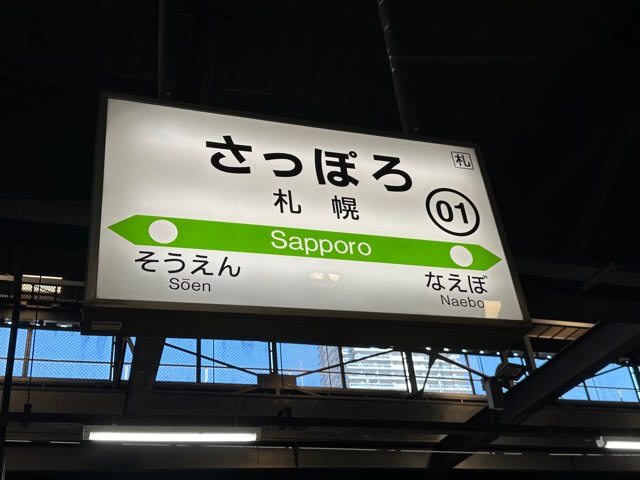 さっぽろ
札
札幌
01
Sapporo
そうえん
Sōen
なえぼ
Naebo